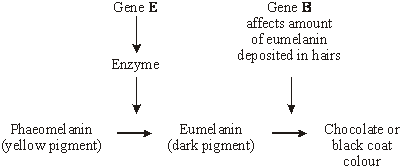 Gene E
Enzyme
Gene B
affects amount
of eumelanin
deposited in hairs
Phaeomelanin
(yellow pigment)
Eumelanin
(dark pigment)
Chocolate or
black coat
colour